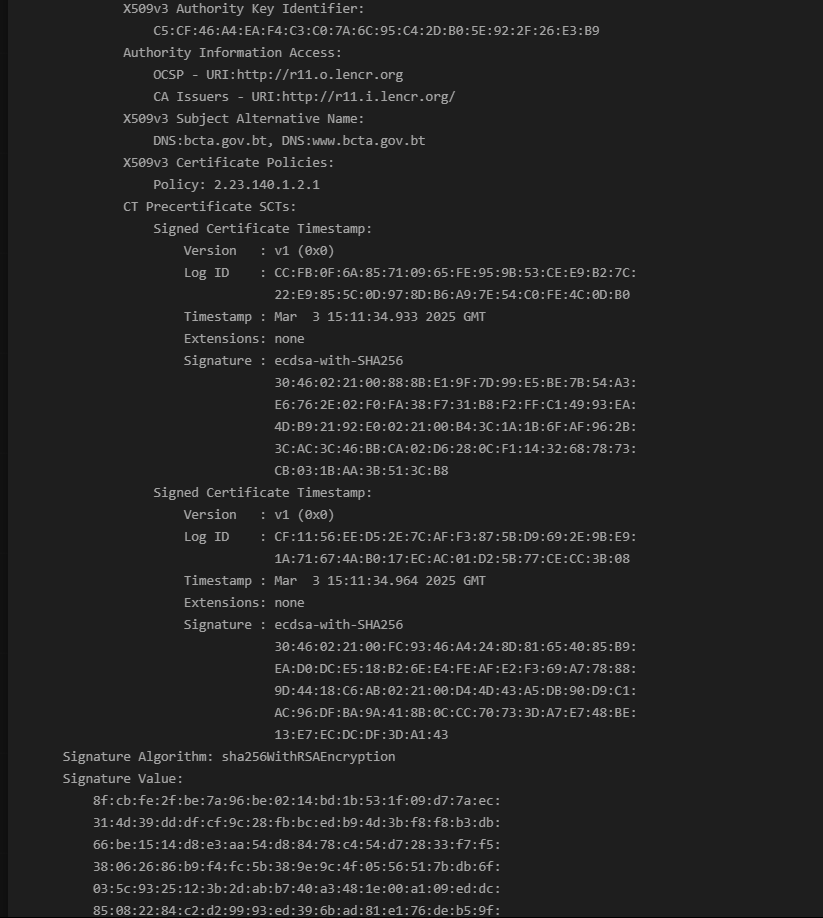 X509v3 Authority Key Identifier:
C5:CF:46:A4:EA:F4:C3:C0:7A:6C:95:C4:2D:B0:5E:92:2F:26:E3:B9
Authority Information Access:
OCSP - URI:http://r11.o.lencr.org
CA Issuers - URI:http://r11.i.lencr.org/
X509v3 Subject Alternative Name:
DNS:bcta.gov.bt, DNS:www.bcta.gov.bt
X509v3 Certificate Policies:
Policy: 2.23.140.1.2.1
CT Precertificate SCTs:
Signed Certificate Timestamp:
Version   : v1 (0x0)
Log ID    : CC:FB:0F:6A:85:71:09:65:FE:95:9B:53:CE:E9:B2:7C:
22:E9:85:5C:0D:97:8D:B6:A9:7E:54:C0:FE:4C:0D:B0
Timestamp : Mar  3 15:11:34.933 2025 GMT
Extensions: none
Signature : ecdsa-with-SHA256
30:46:02:21:00:88:8B:E1:9F:7D:99:E5:BE:7B:54:A3:
E6:76:2E:02:F0:FA:38:F7:31:B8:F2:FF:C1:49:93:EA:
4D:B9:21:92:E0:02:21:00:B4:3C:1A:1B:6F:AF:96:2B:
3C:AC:3C:46:BB:CA:02:D6:28:0C:F1:14:32:68:78:73:
CB:03:1B:AA:3B:51:3C:B8
Signed Certificate Timestamp:
Version   : v1 (0x0)
Log ID    : CF:11:56:EE:D5:2E:7C:AF:F3:87:5B:D9:69:2E:9B:E9:
1A:71:67:4A:B0:17:EC:AC:01:D2:5B:77:CE:CC:3B:08
Timestamp : Mar  3 15:11:34.964 2025 GMT
Extensions: none
Signature : ecdsa-with-SHA256
30:46:02:21:00:FC:93:46:A4:24:8D:81:65:40:85:B9:
EA:D0:DC:E5:18:B2:6E:E4:FE:AF:E2:F3:69:A7:78:88:
9D:44:18:C6:AB:02:21:00:D4:4D:43:A5:DB:90:D9:C1:
AC:96:DF:BA:9A:41:8B:0C:CC:70:73:3D:A7:E7:48:BE:
13:E7:EC:DC:DF:3D:A1:43
Signature Algorithm: sha256WithRSAEncryption
Signature Value:
8f:cb:fe:2f:be:7a:96:be:02:14:bd:1b:53:1f:09:d7:7a:ec:
31:4d:39:dd:df:cf:9c:28:fb:bc:ed:b9:4d:3b:f8:f8:b3:db:
66:be:15:14:d8:e3:aa:54:d8:84:78:c4:54:d7:28:33:f7:f5:
38:06:26:86:b9:f4:fc:5b:38:9e:9c:4f:05:56:51:7b:db:6f:
03:5c:93:25:12:3b:2d:ab:b7:40:a3:48:1e:00:a1:09:ed:dc:
85:08:22:84:c2:d2:99:93:ed:39:6b:ad:81:e1:76:de:b5:9f: